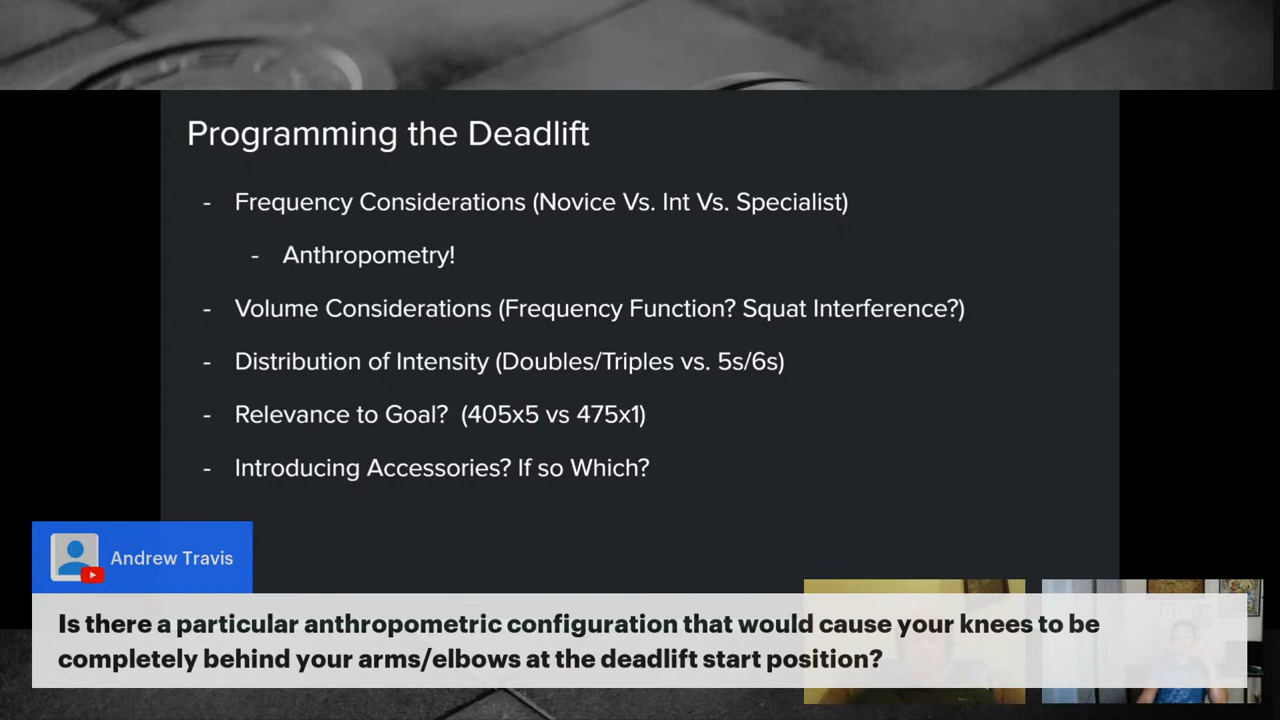 Programming the Deadlift
- Frequency Considerations (Novice Vs. Int Vs. Specialist)
- Anthropometry!
- Volume Considerations (Frequency Function? Squat Interference?)
- Distribution of Intensity (Doubles/Triples vs. 5s/6s)
- Relevance to Goal? (405x5 vs 475x1)
- Introducing Accessories? If so Which?
Andrew Travis
Is there a particular anthropometric configuration that would cause your knees to be
completely behind your arms/elbows at the deadlift start position?